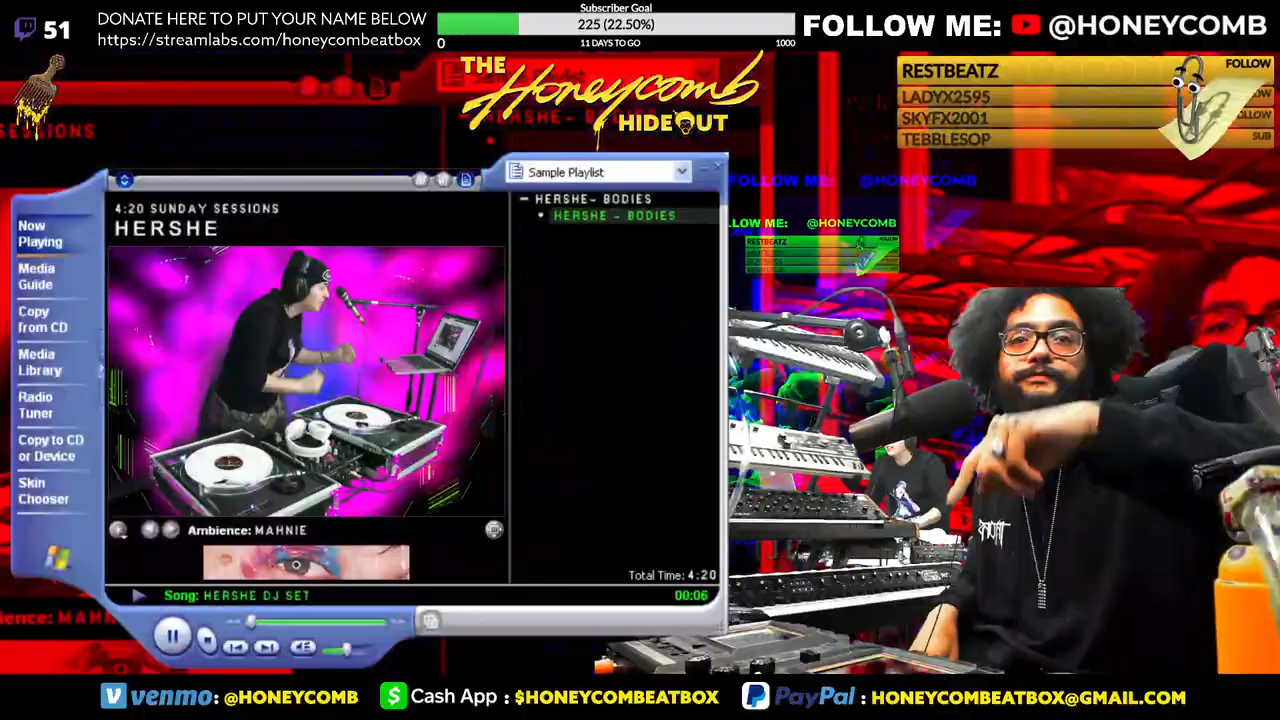 51
DONATE HERE TO PUT YOUR NAME BELOW
https://streamlabs.com/honeycombeatbox
Subscriber Goal
225 (22.50%)
0
11 DAYS TO GO
1000
FOLLOW ME: @HONEYCOMB
THE
Honeycomb
HIDEOUT
RESTBEATZ
FOLLOW
LADYX2595
SKYFX2001
TEBBLESOP
SUB
Sample Playlist
HERSHE- BODIES
HERSHE - BODIES
4:20 SUNDAY SESSIONS
HERSHE
Now
Playing
Media
Guide
Copy
from CD
Media
Library
Radio
Tuner
Copy to CD
or Device
Skin
Chooser
Ambience: MAHNIE
Total Time: 4:20
Song: HERSHE DJ SET
00:06
FOLLOW ME: @HONEYCOMB
LOW ME: @HONEYCOMB
RESTBEATZ
venmo: @HONEYCOMB
Cash App : $HONEYCOMBEATBOX
PayPal : HONEYCOMBEATBOX@GMAIL.COM